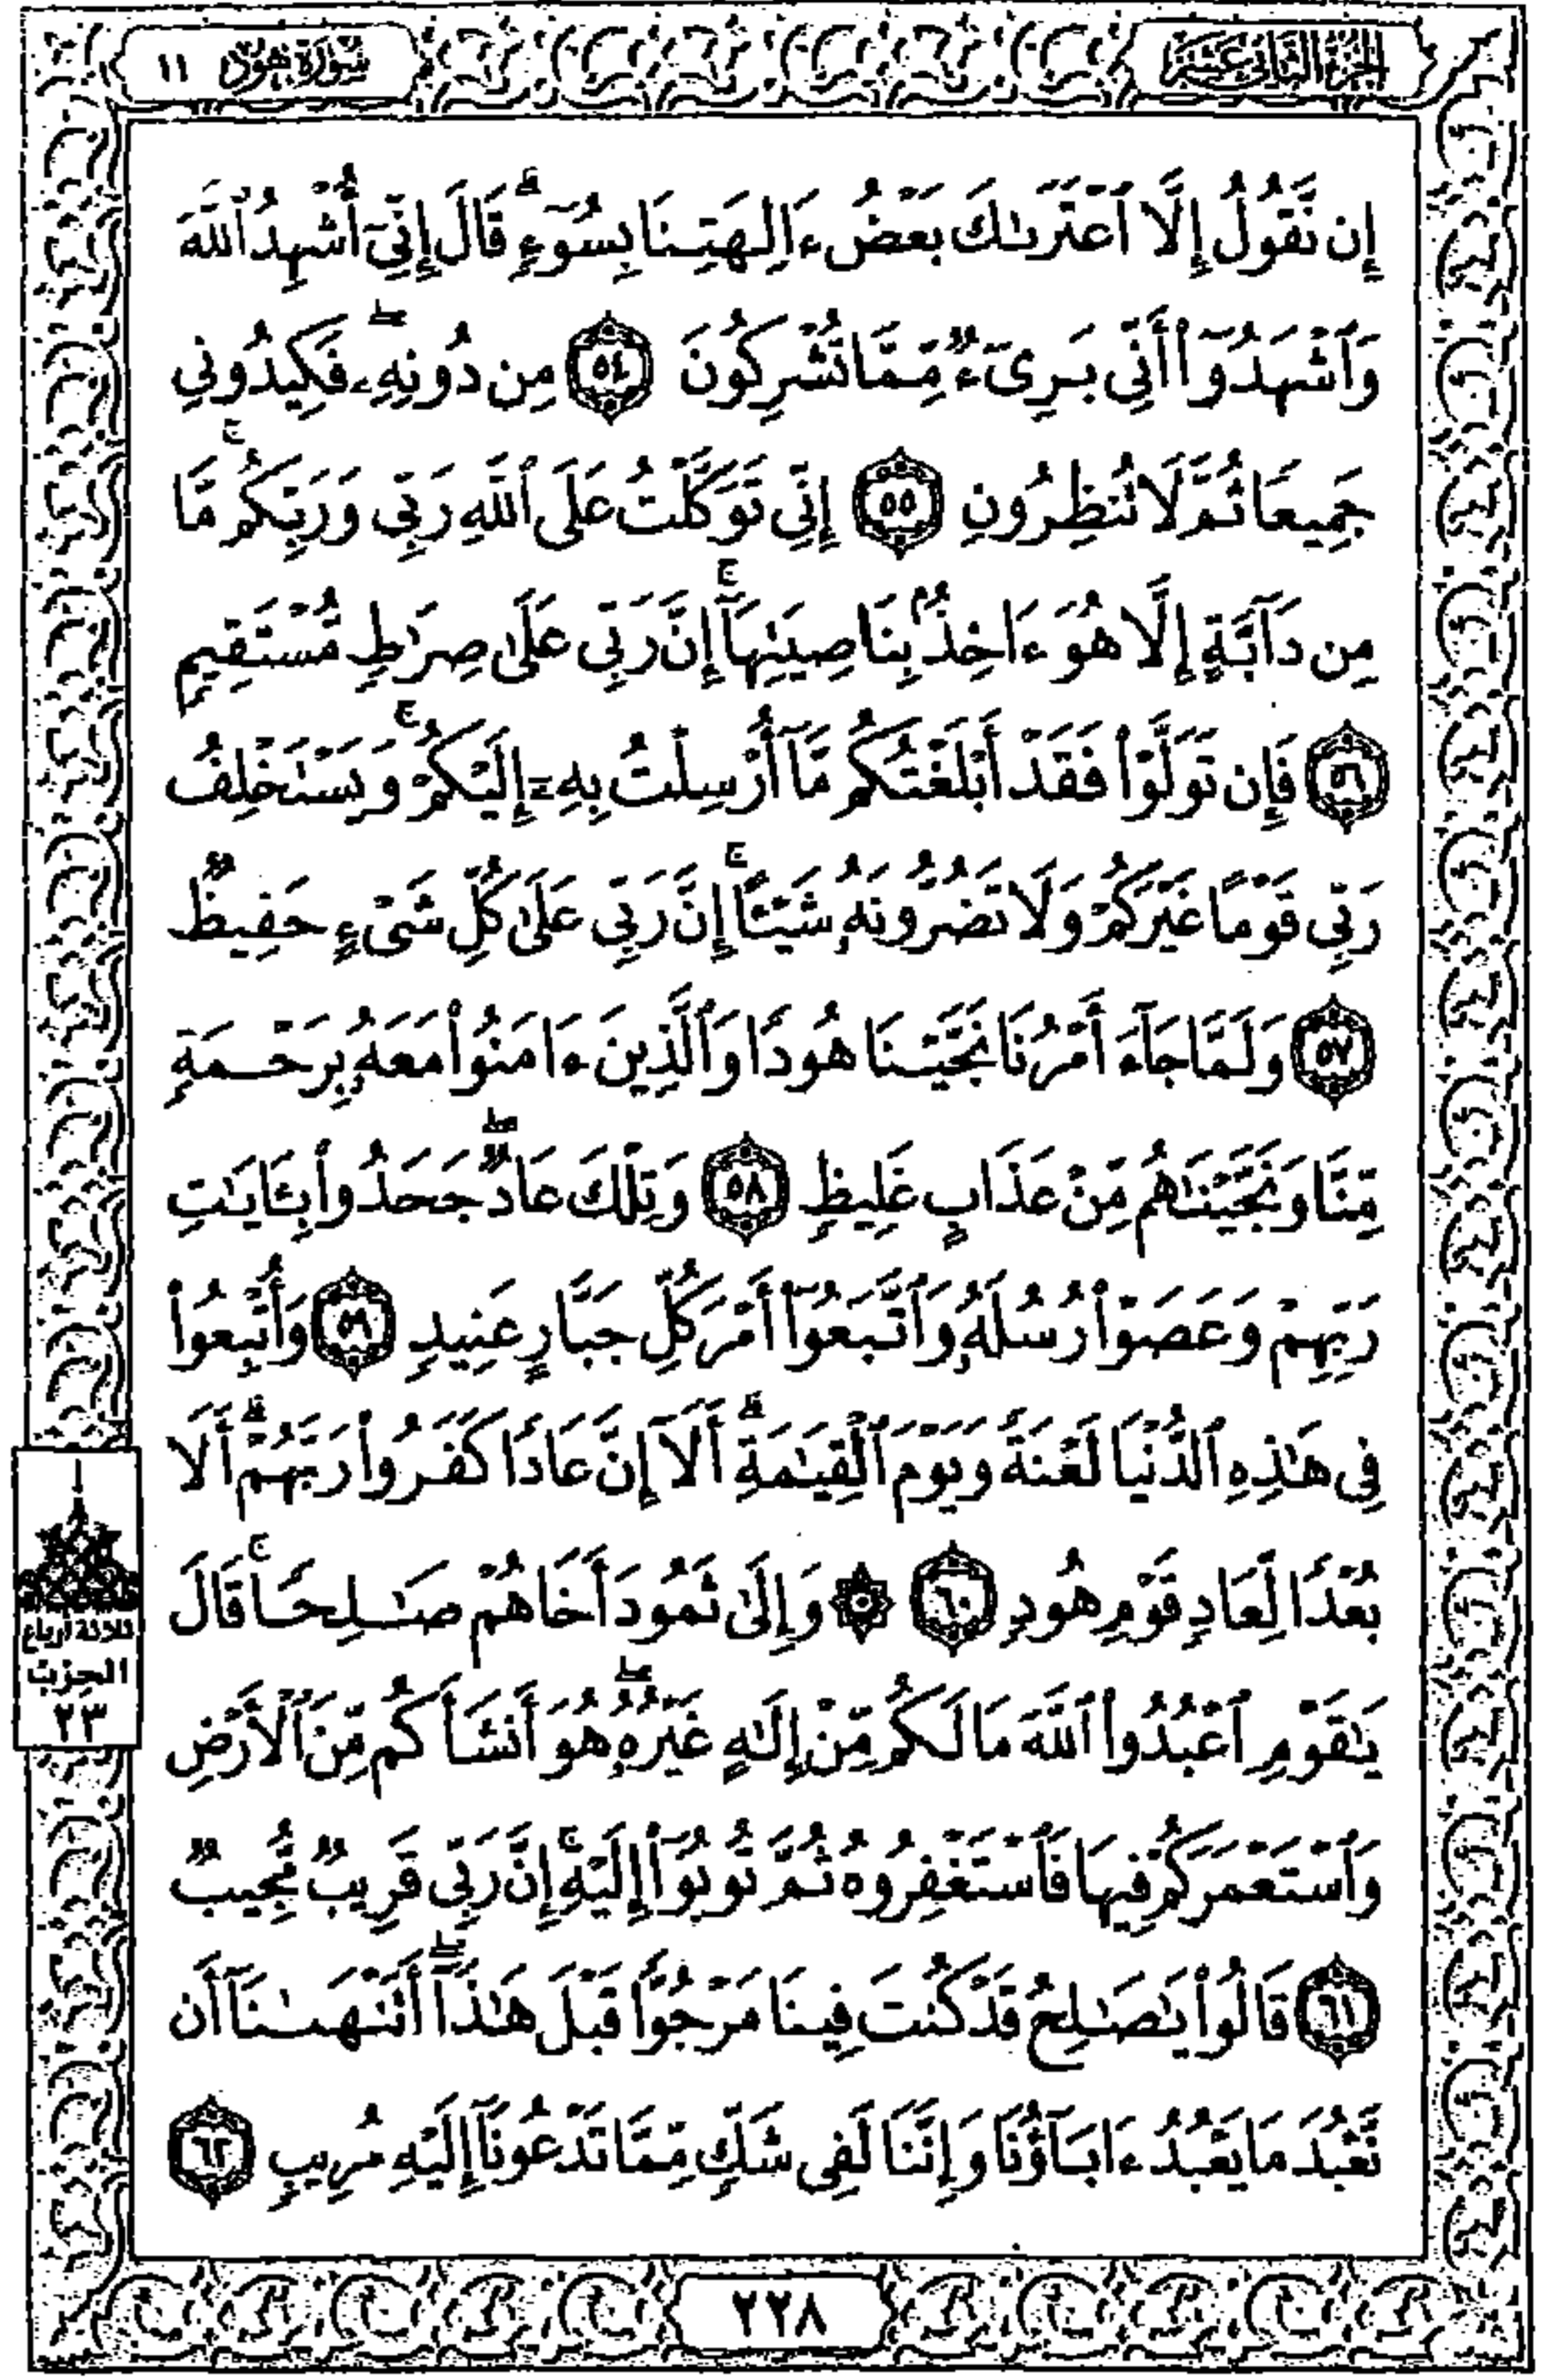 الجزء الثاني عشر
سورة هود ١١
إِن نَّقُولُ إِلَّا ٱعْتَرَىٰكَ بَعْضُ ءَالِهَتِنَا بِسُوٓءٍۗ قَالَ إِنِّىٓ أُشْهِدُ ٱللَّهَ
وَٱشْهَدُوٓا۟ أَنِّى بَرِىٓءٌ مِّمَّا تُشْرِكُونَ ٥٤ مِن دُونِهِۦۖ فَكِيدُونِى
جَمِيعًا ثُمَّ لَا تُنظِرُونِ ٥٥ إِنِّى تَوَكَّلْتُ عَلَى ٱللَّهِ رَبِّى وَرَبِّكُمۚ مَّا
مِن دَآبَّةٍ إِلَّا هُوَ ءَاخِذٌۢ بِنَاصِيَتِهَآۚ إِنَّ رَبِّى عَلَىٰ صِرَٰطٍ مُّسْتَقِيمٍ
٥٦ فَإِن تَوَلَّوْا۟ فَقَدْ أَبْلَغْتُكُم مَّآ أُرْسِلْتُ بِهِۦٓ إِلَيْكُمْۚ وَيَسْتَخْلِفُ
رَبِّى قَوْمًا غَيْرَكُمْ وَلَا تَضُرُّونَهُۥ شَيْـًٔاۚ إِنَّ رَبِّى عَلَىٰ كُلِّ شَىْءٍ حَفِيظٌ
٥٧ وَلَمَّا جَآءَ أَمْرُنَا نَجَّيْنَا هُودًا وَٱلَّذِينَ ءَامَنُوا۟ مَعَهُۥ بِرَحْمَةٍ
مِّنَّا وَنَجَّيْنَٰهُم مِّنْ عَذَابٍ غَلِيظٍ ٥٨ وَتِلْكَ عَادٌۖ جَحَدُوا۟ بِـَٔايَٰتِ
رَبِّهِمْ وَعَصَوْا۟ رُسُلَهُۥ وَٱتَّبَعُوٓا۟ أَمْرَ كُلِّ جَبَّارٍ عَنِيدٍ ٥٩ وَأُتْبِعُوا۟
فِى هَٰذِهِ ٱلدُّنْيَا لَعْنَةً وَيَوْمَ ٱلْقِيَٰمَةِۗ أَلَآ إِنَّ عَادًا كَفَرُوا۟ رَبَّهُمْۗ أَلَا
بُعْدًا لِّعَادٍ قَوْمِ هُودٍ ٦٠ ۞ وَإِلَىٰ ثَمُودَ أَخَاهُمْ صَٰلِحًاۚ قَالَ
يَٰقَوْمِ ٱعْبُدُوا۟ ٱللَّهَ مَا لَكُم مِّنْ إِلَٰهٍ غَيْرُهُۥۖ هُوَ أَنشَأَكُم مِّنَ ٱلْأَرْضِ
وَٱسْتَعْمَرَكُمْ فِيهَا فَٱسْتَغْفِرُوهُ ثُمَّ تُوبُوٓا۟ إِلَيْهِۚ إِنَّ رَبِّى قَرِيبٌ مُّجِيبٌ
٦١ قَالُوا۟ يَٰصَٰلِحُ قَدْ كُنتَ فِينَا مَرْجُوًّا قَبْلَ هَٰذَآۖ أَتَنْهَىٰنَآ أَن
نَّعْبُدَ مَا يَعْبُدُ ءَابَآؤُنَا وَإِنَّنَا لَفِى شَكٍّ مِّمَّا تَدْعُونَآ إِلَيْهِ مُرِيبٍ ٦٢
ثلاثة أرباع
الحزب
٢٣
٢٢٨